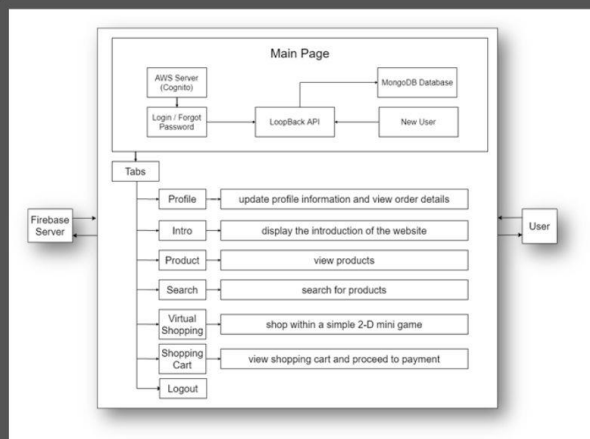 Main Page
AWS Server
(Cognito)
MongoDB Database
Login / Forgot
Password
LoopBack API
New User
Tabs
Profile
update profile information and view order details
Intro
display the introduction of the website
Product
view products
Search
search for products
Virtual
Shopping
shop within a simple 2-D mini game
Shopping
Cart
view shopping cart and proceed to payment
Logout
Firebase
Server
User